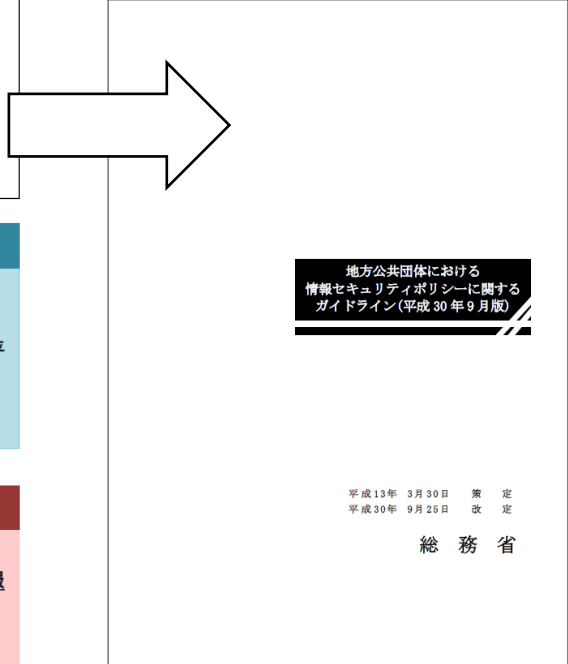 地方公共団体における
情報セキュリティポリシーに関する
ガイドライン(平成 30 年 9 月版)
平成13年 3月30日 策 定
平成30年 9月25日 改 定
総 務 省